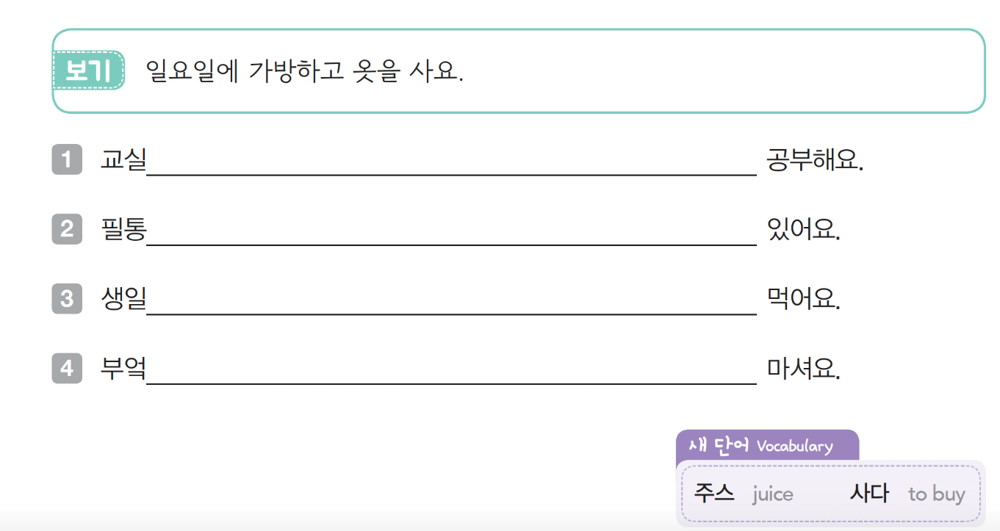 보기 일요일에 가방하고 옷을 사요.
1 교실 공부해요.
2 필통 있어요.
3 생일 먹어요.
4 부엌 마셔요.
새 단어 Vocabulary
주스 juice 사다 to buy